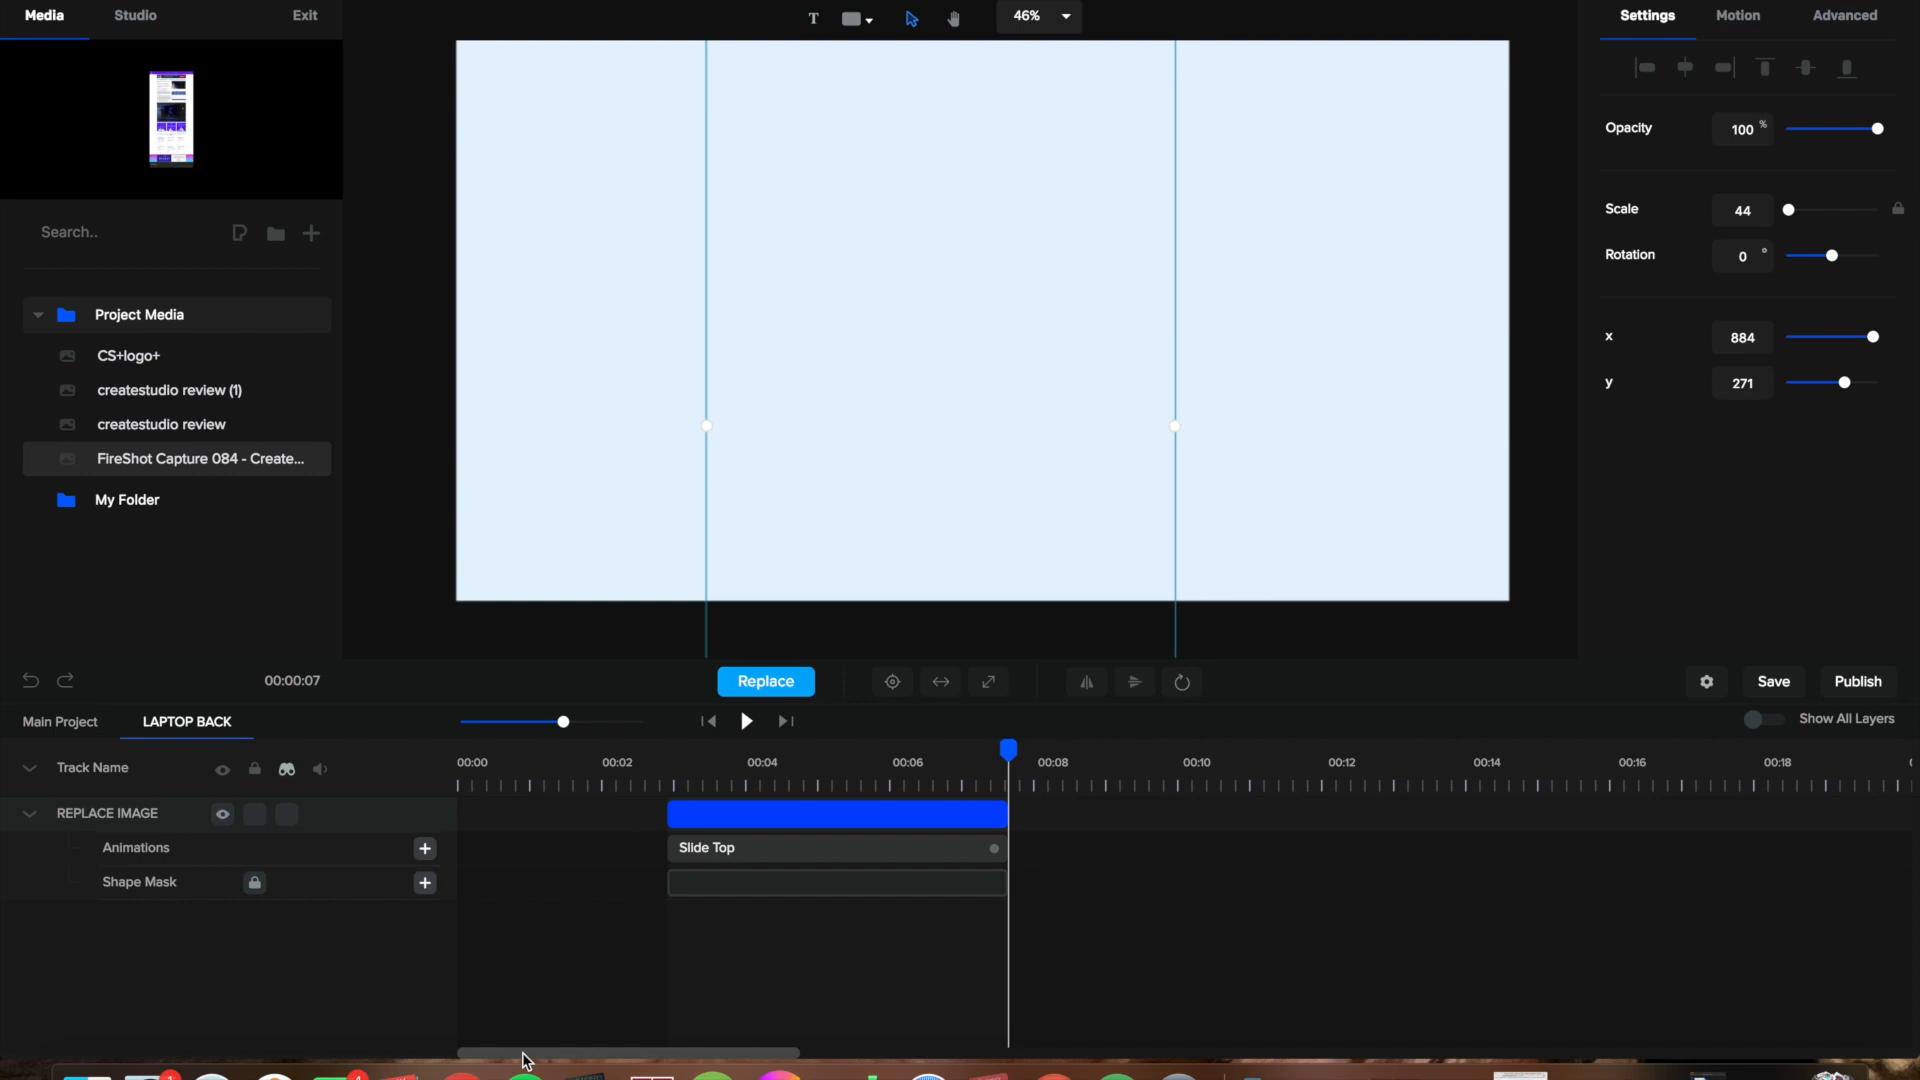 Media Studio Exit
T 46%
Settings Motion Advanced
Opacity 100 %
Scale 44
Rotation 0 °
x 884
y 271
Search..
Project Media
CS+logo+
createstudio review (1)
createstudio review
FireShot Capture 084 - Create...
My Folder
00:00:07
Replace
Save
Publish
Main Project LAPTOP BACK
Show All Layers
Track Name
00:00 00:02 00:04 00:06 00:08 00:10 00:12 00:14 00:16 00:18
REPLACE IMAGE
Animations
Slide Top
Shape Mask